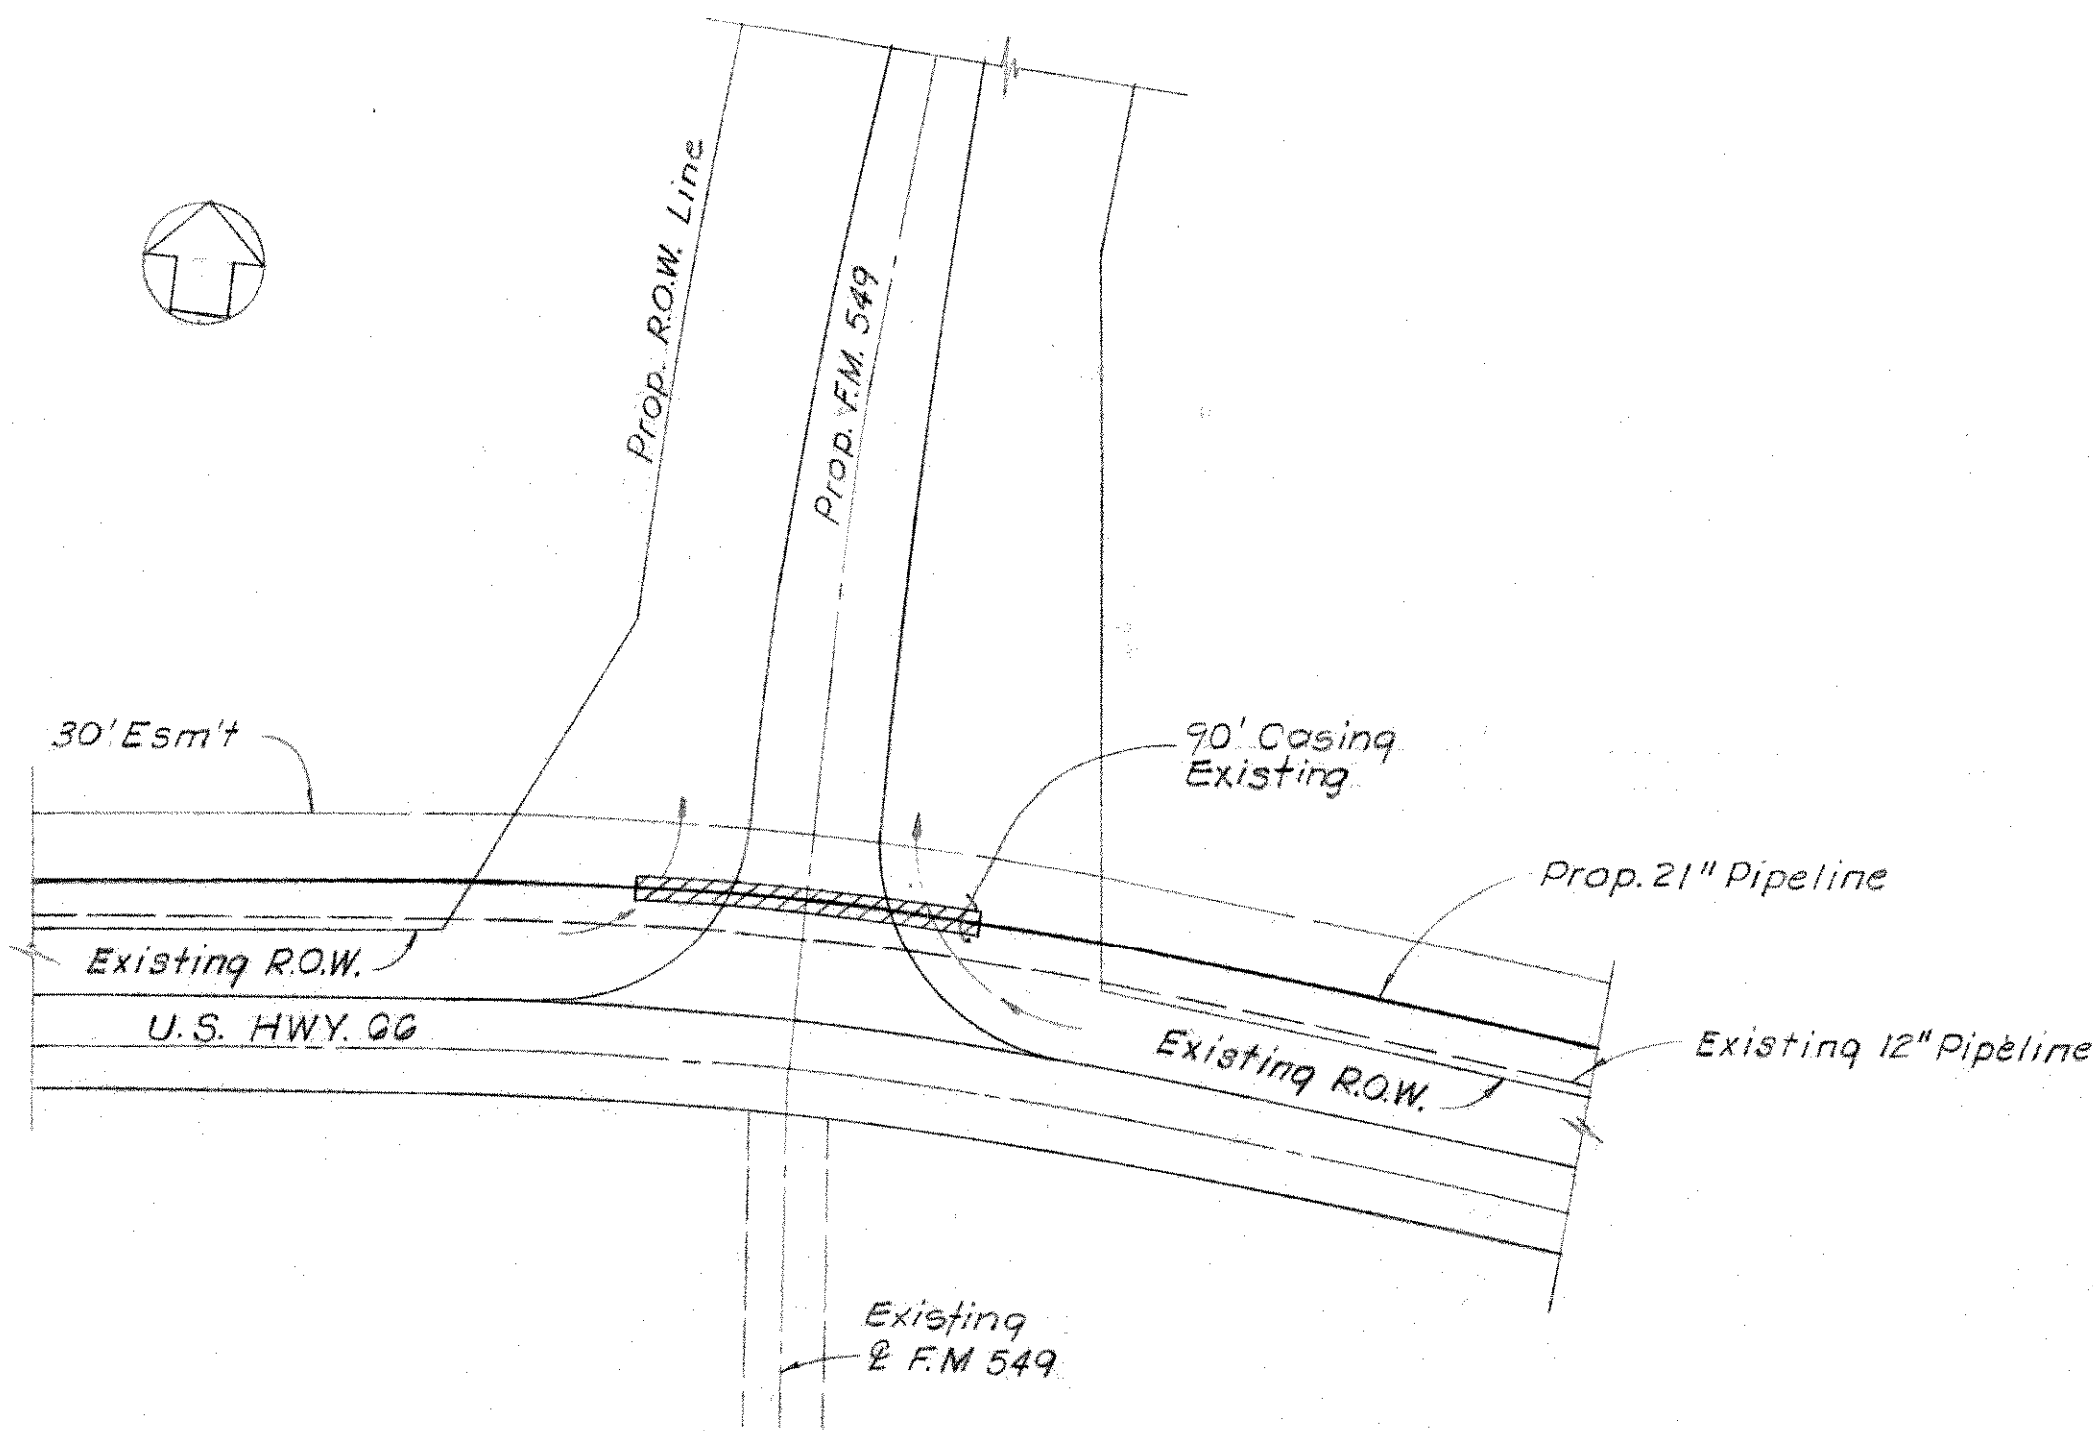 Prop. R.O.W. Line
Prop. F.M. 549
30' Esm't
90' Casing
Existing
Prop. 21" Pipeline
Existing R.O.W.
U.S. HWY. 66
Existing R.O.W.
Existing 12" Pipeline
Existing
℄ F.M 549